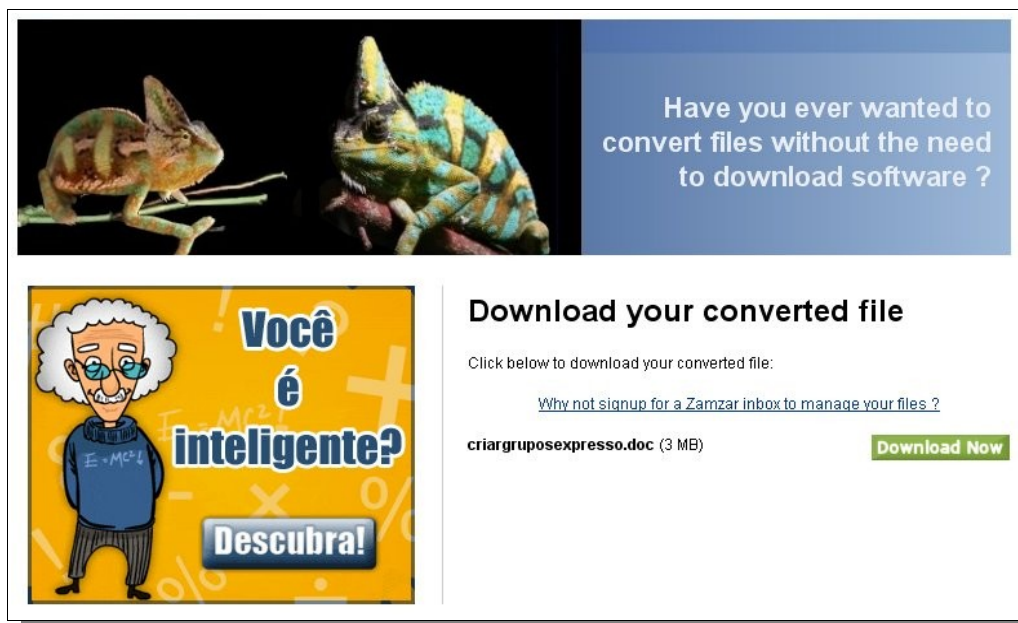 Have you ever wanted to
convert files without the need
to download software ?
Você
é
inteligente?
E=MC²!
E=MC²!
Descubra!
Download your converted file
Click below to download your converted file:
Why not signup for a Zamzar inbox to manage your files ?
criargruposexpresso.doc (3 MB)
Download Now